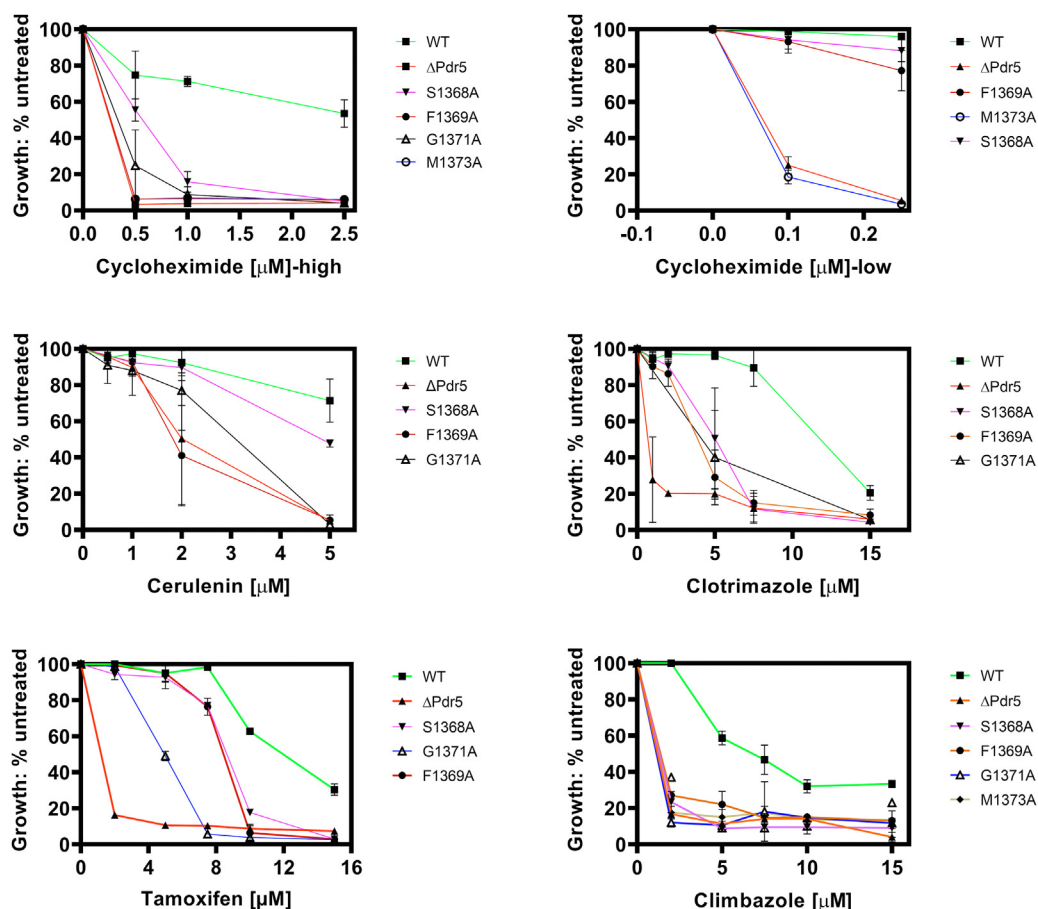 Growth: % untreated
100
80
60
40
20
0
0.0 0.5 1.0 1.5 2.0 2.5
Cycloheximide [μM]-high
WT
ΔPdr5
S1368A
F1369A
G1371A
M1373A
Growth: % untreated
100
80
60
40
20
0
-0.1 0.0 0.1 0.2
Cycloheximide [μM]-low
WT
ΔPdr5
F1369A
M1373A
S1368A
Growth: % untreated
100
80
60
40
20
0
0 1 2 3 4 5
Cerulenin [μM]
WT
ΔPdr5
S1368A
F1369A
G1371A
Growth: % untreated
100
80
60
40
20
0
0 5 10 15
Clotrimazole [μM]
WT
ΔPdr5
S1368A
F1369A
G1371A
Growth: % untreated
100
80
60
40
20
0
0 4 8 12 16
Tamoxifen [μM]
WT
ΔPdr5
S1368A
G1371A
F1369A
Growth: % untreated
100
80
60
40
20
0
0 5 10 15
Climbazole [μM]
WT
ΔPdr5
S1368A
F1369A
G1371A
M1373A